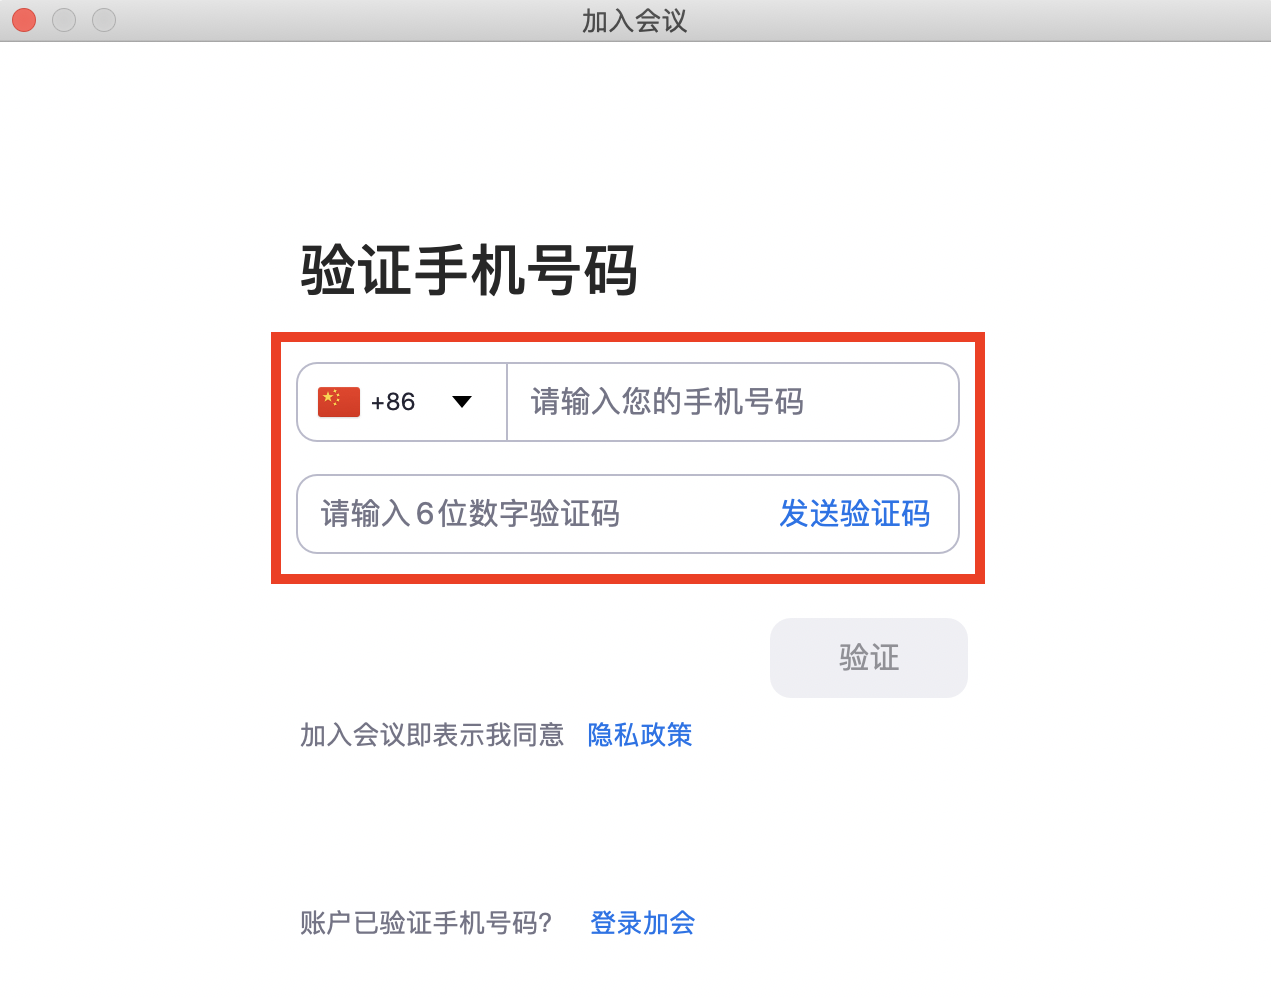 加入会议
验证手机号码
+86 请输入您的手机号码
请输入6位数字验证码 发送验证码
验证
加入会议即表示我同意 隐私政策
账户已验证手机号码? 登录加会